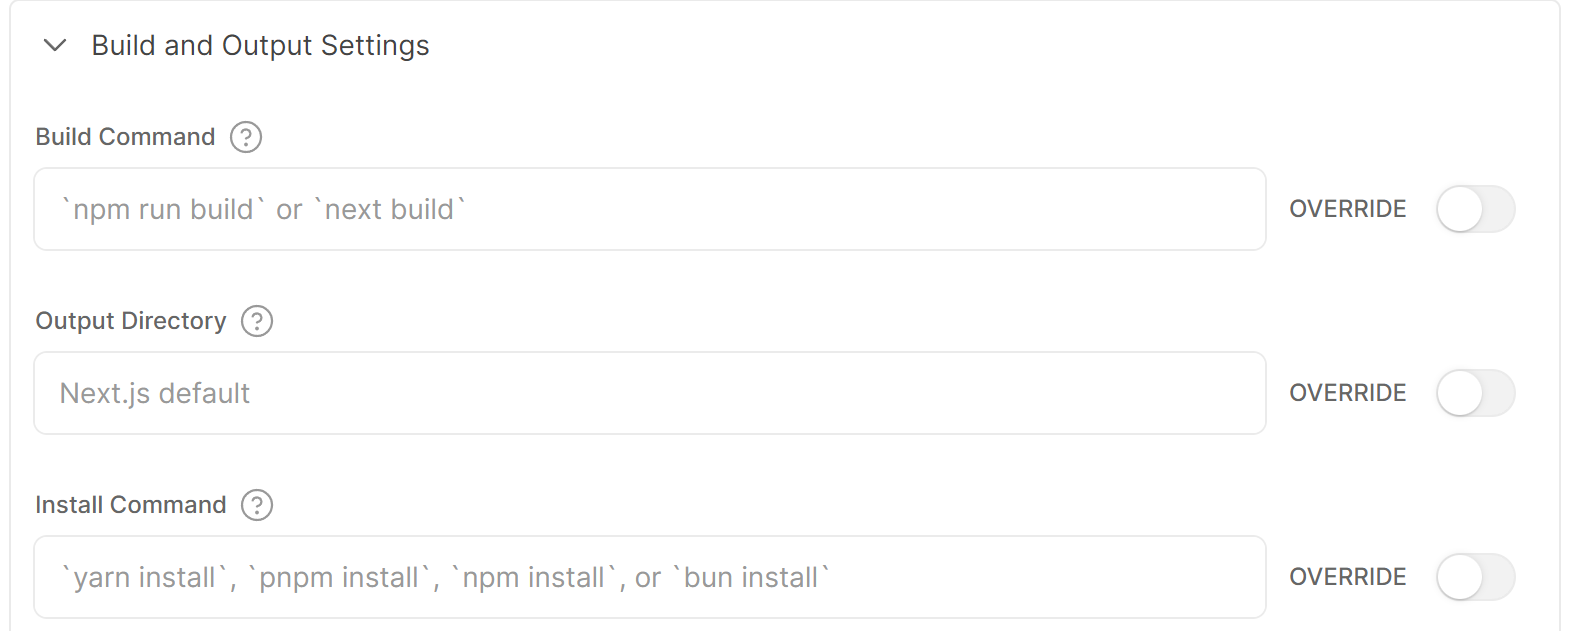 Build and Output Settings
Build Command ?
`npm run build` or `next build`
OVERRIDE
Output Directory ?
Next.js default
OVERRIDE
Install Command ?
`yarn install`, `pnpm install`, `npm install`, or `bun install`
OVERRIDE